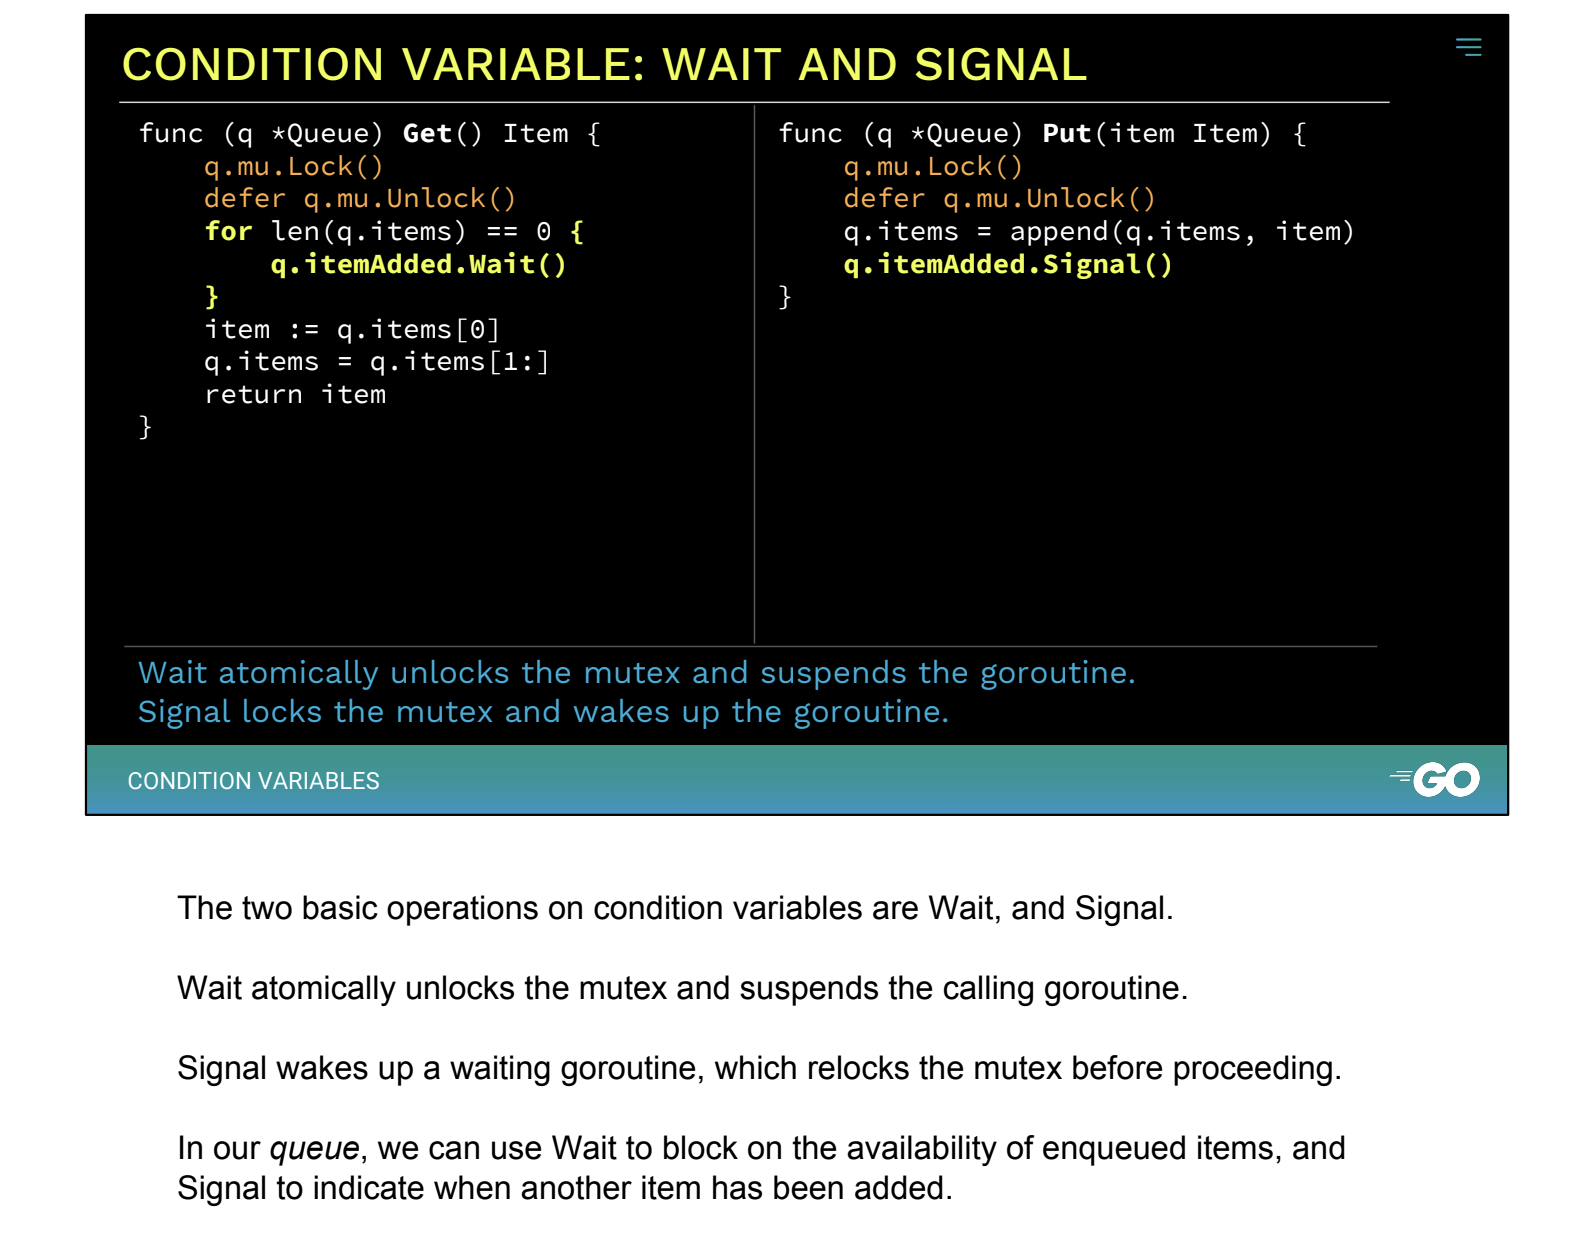 CONDITION VARIABLE: WAIT AND SIGNAL
func (q *Queue) Get() Item {
    q.mu.Lock()
    defer q.mu.Unlock()
    for len(q.items) == 0 {
        q.itemAdded.Wait()
    }
    item := q.items[0]
    q.items = q.items[1:]
    return item
}
func (q *Queue) Put(item Item) {
    q.mu.Lock()
    defer q.mu.Unlock()
    q.items = append(q.items, item)
    q.itemAdded.Signal()
}
Wait atomically unlocks the mutex and suspends the goroutine.
Signal locks the mutex and wakes up the goroutine.
CONDITION VARIABLES
GO
The two basic operations on condition variables are Wait, and Signal.
Wait atomically unlocks the mutex and suspends the calling goroutine.
Signal wakes up a waiting goroutine, which relocks the mutex before proceeding.
In our queue, we can use Wait to block on the availability of enqueued items, and
Signal to indicate when another item has been added.